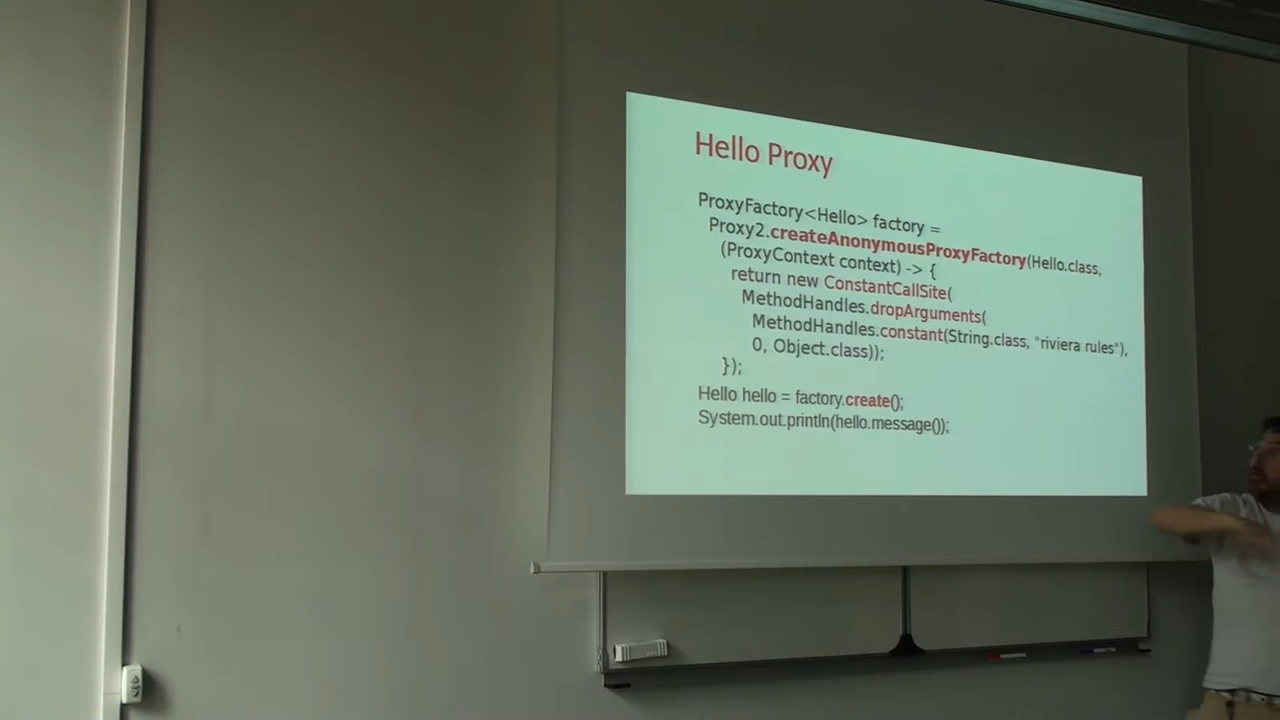 Hello Proxy
ProxyFactory<Hello> factory =
Proxy2.createAnonymousProxyFactory(Hello.class,
(ProxyContext context) -> {
return new ConstantCallSite(
MethodHandles.dropArguments(
MethodHandles.constant(String.class, "riviera rules"),
0, Object.class));
});
Hello hello = factory.create();
System.out.println(hello.message());